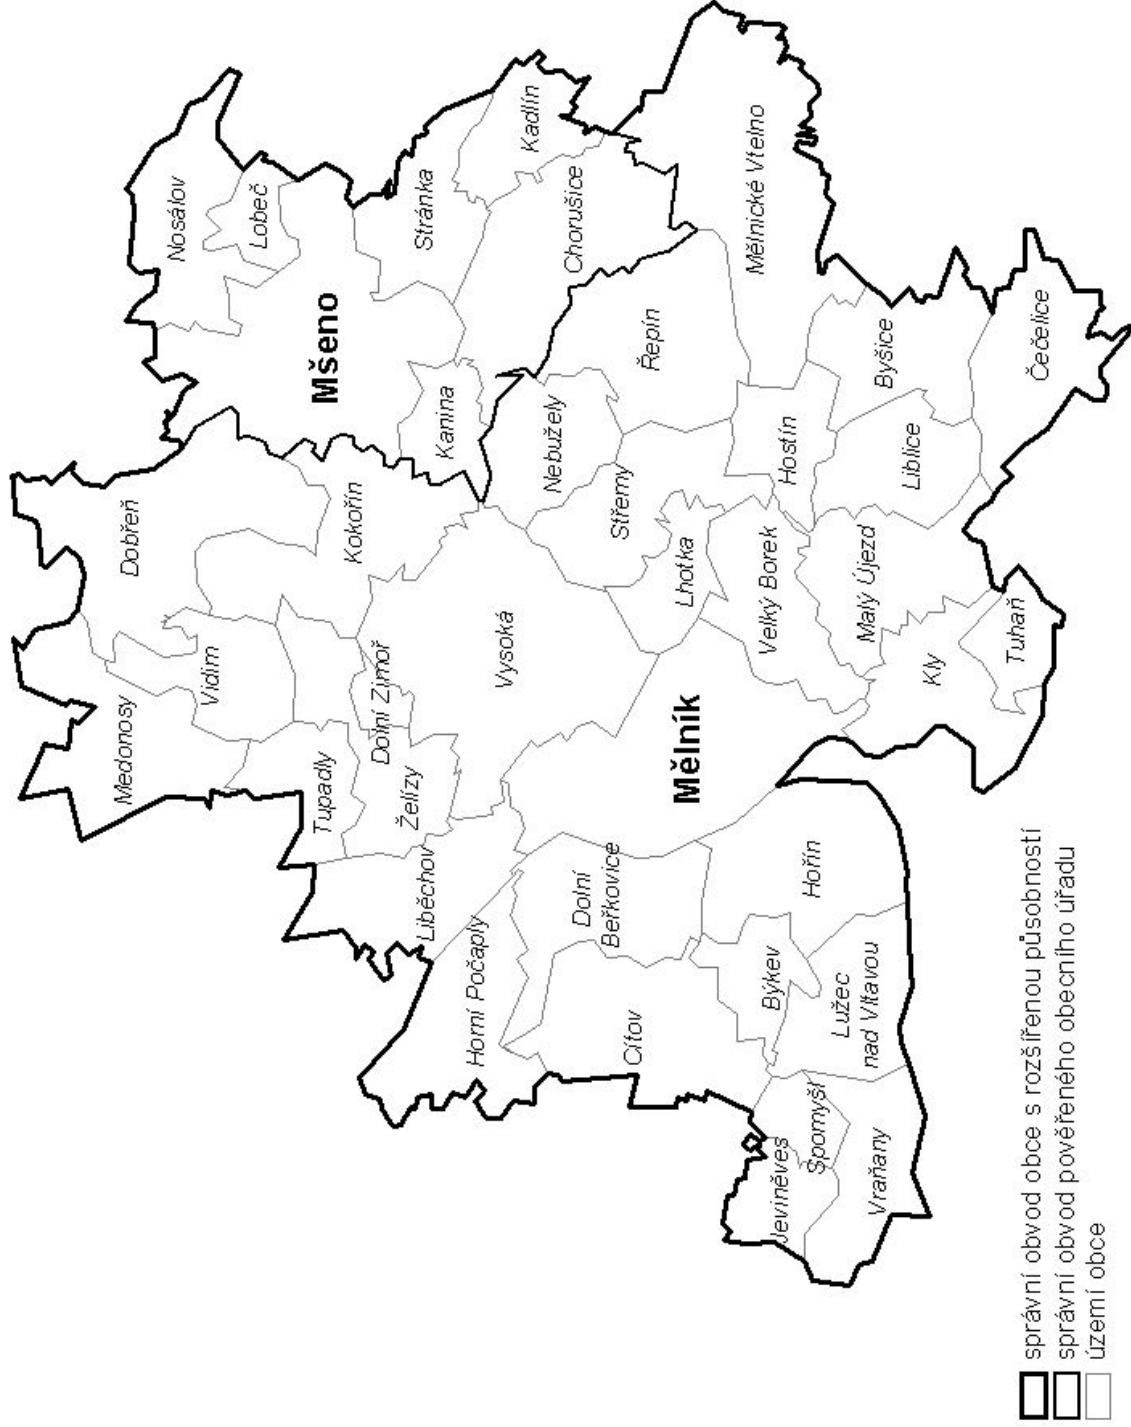 Nosálov
Lobeč
Mšeno
Stránka
Kadlín
Chorušice
Kanina
Dobřeň
Kokořín
Medonosy
Vidim
Dolní Zimoř
Tupadly
Želízy
Liběchov
Vysoká
Nebužely
Střemy
Řepín
Mělnické Vtelno
Lhotka
Velký Borek
Hostín
Byšice
Liblice
Čečelice
Malý Újezd
Kly
Tuhaň
Mělník
Horní Počaply
Dolní
Beřkovice
Cítov
Býkev
Hořín
Lužec
nad Vltavou
Spomyšl
Jeviněves
Vraňany
správní obvod obce s rozšířenou působností
správní obvod pověřeného obecního úřadu
území obce